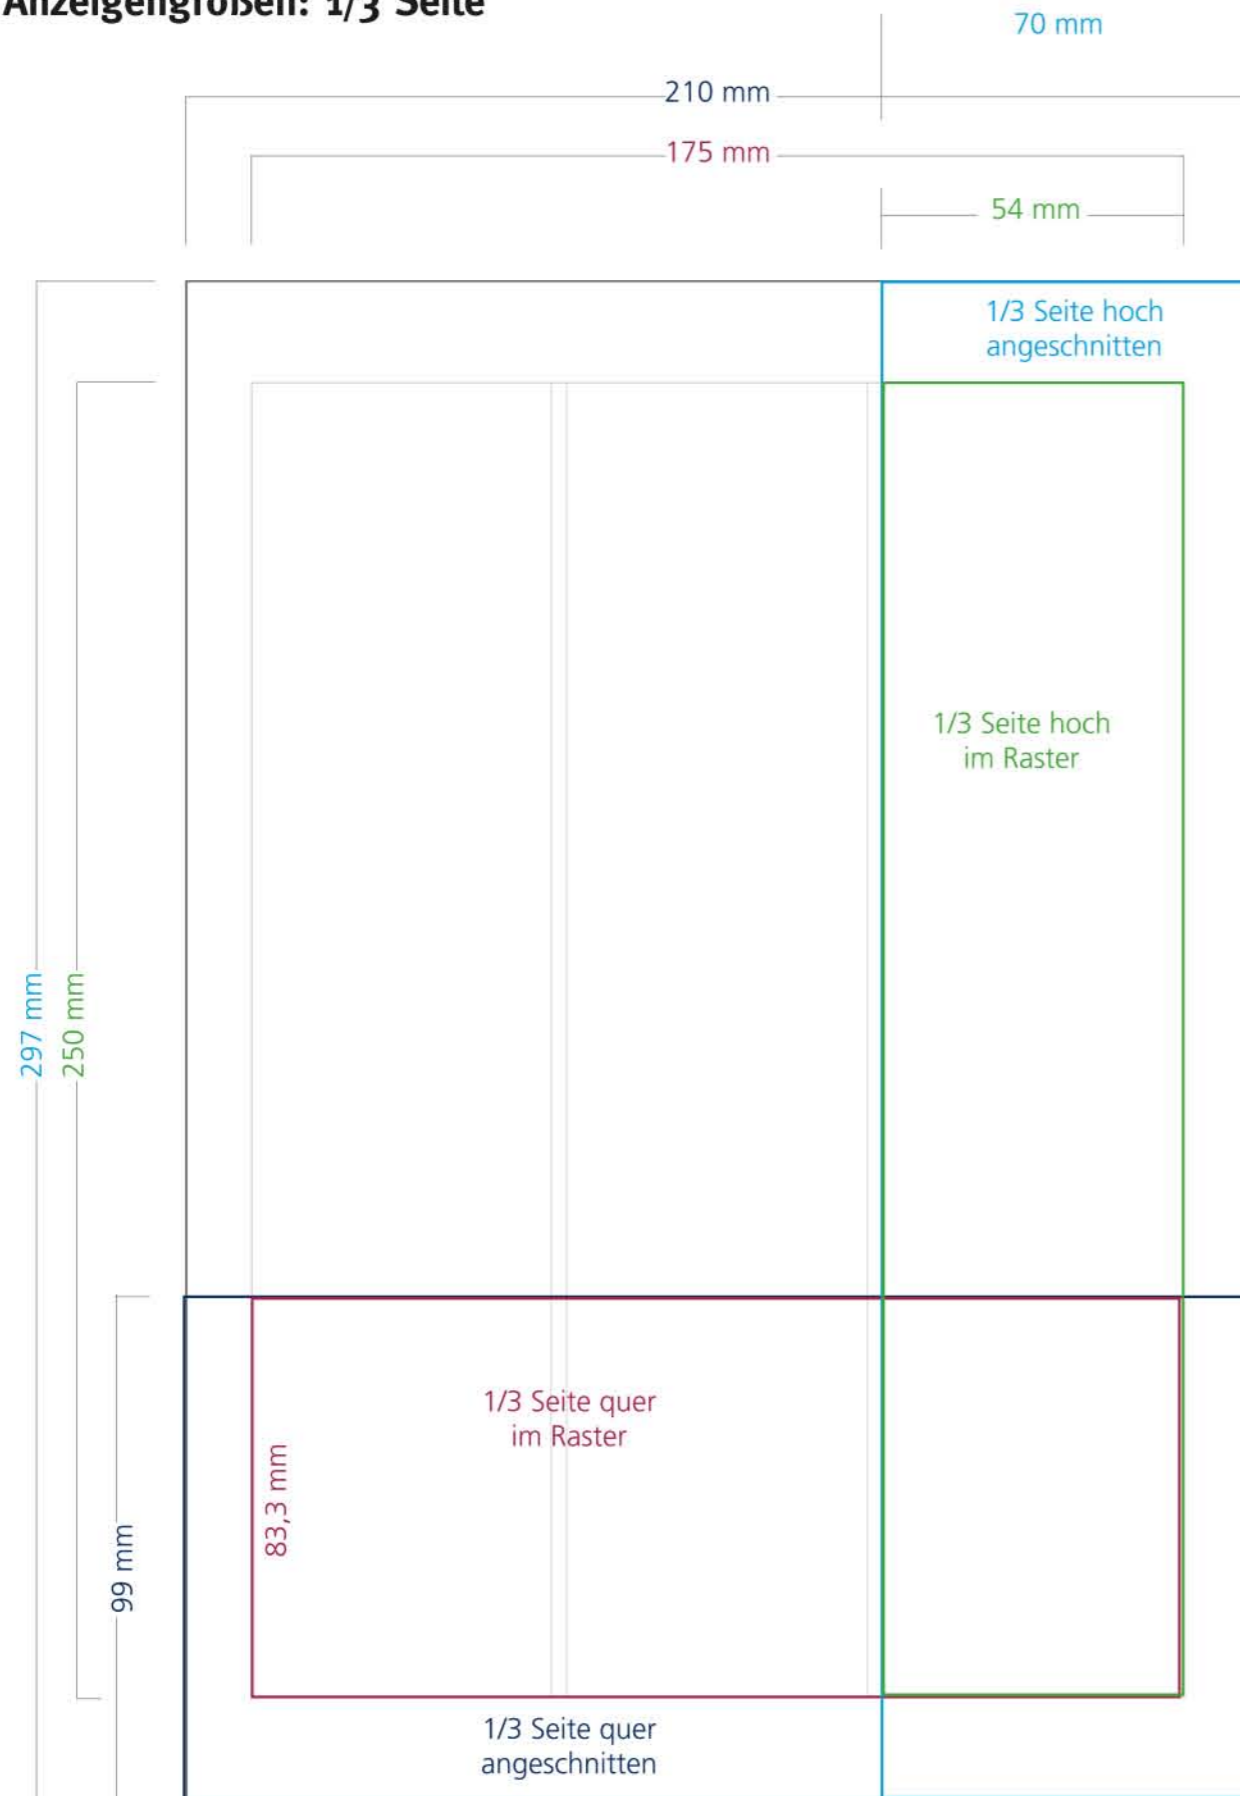 Anzeigengrößen: 1/3 Seite
70 mm
210 mm
175 mm
54 mm
1/3 Seite hoch
angeschnitten
1/3 Seite hoch
im Raster
297 mm
250 mm
1/3 Seite quer
im Raster
83,3 mm
99 mm
1/3 Seite quer
angeschnitten